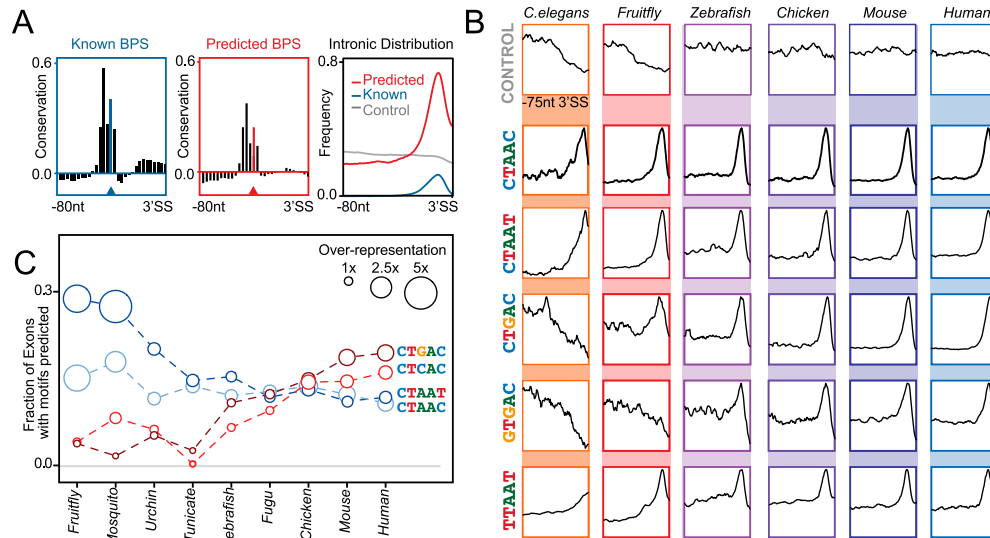 A
Known BPS
Predicted BPS
Intronic Distribution
0.6
Conservation
0.0
-80nt 3'SS
0.6
Conservation
0.0
-80nt 3'SS
0.8
Frequency
0.0
Predicted
Known
Control
-80nt 3'SS
B
C.elegans Fruitfly Zebrafish Chicken Mouse Human
CONTROL
-75nt 3'SS
CTAAC
CTAAT
CTGAC
GTGAC
TTAAT
C
Over-representation
1x 2.5x 5x
Fraction of Exons
with motifs predicted
0.3
0.0
CTGAC
CTCAC
CTAAT
CTAAC
Fruitfly
Mosquito
Urchin
Tunicate
Zebrafish
Fugu
Chicken
Mouse
Human